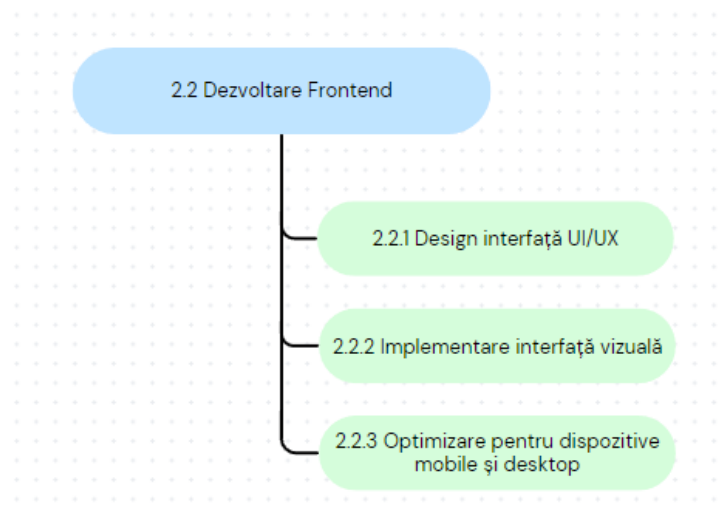 2.2 Dezvoltare Frontend
2.2.1 Design interfață UI/UX
2.2.2 Implementare interfață vizuală
2.2.3 Optimizare pentru dispozitive
mobile și desktop